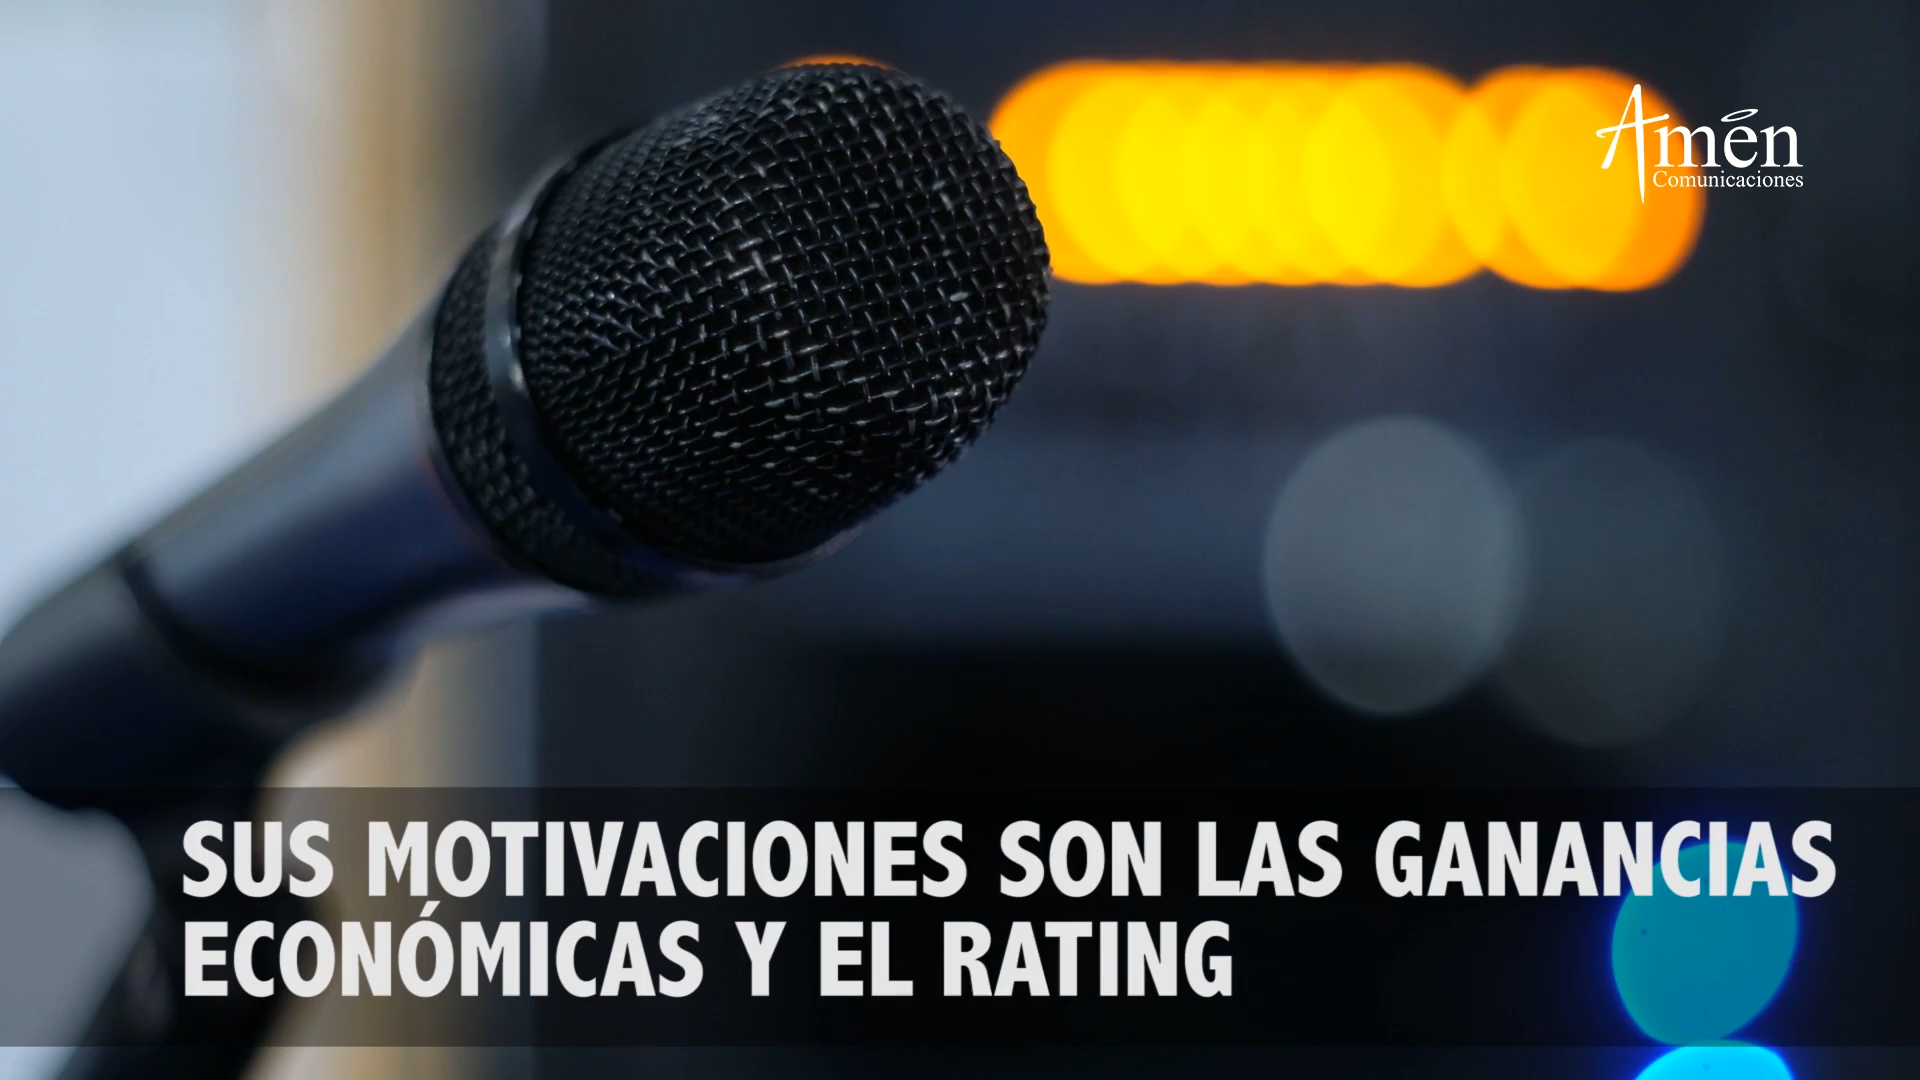 Amén
Comunicaciones
SUS MOTIVACIONES SON LAS GANANCIAS
ECONÓMICAS Y EL RATING